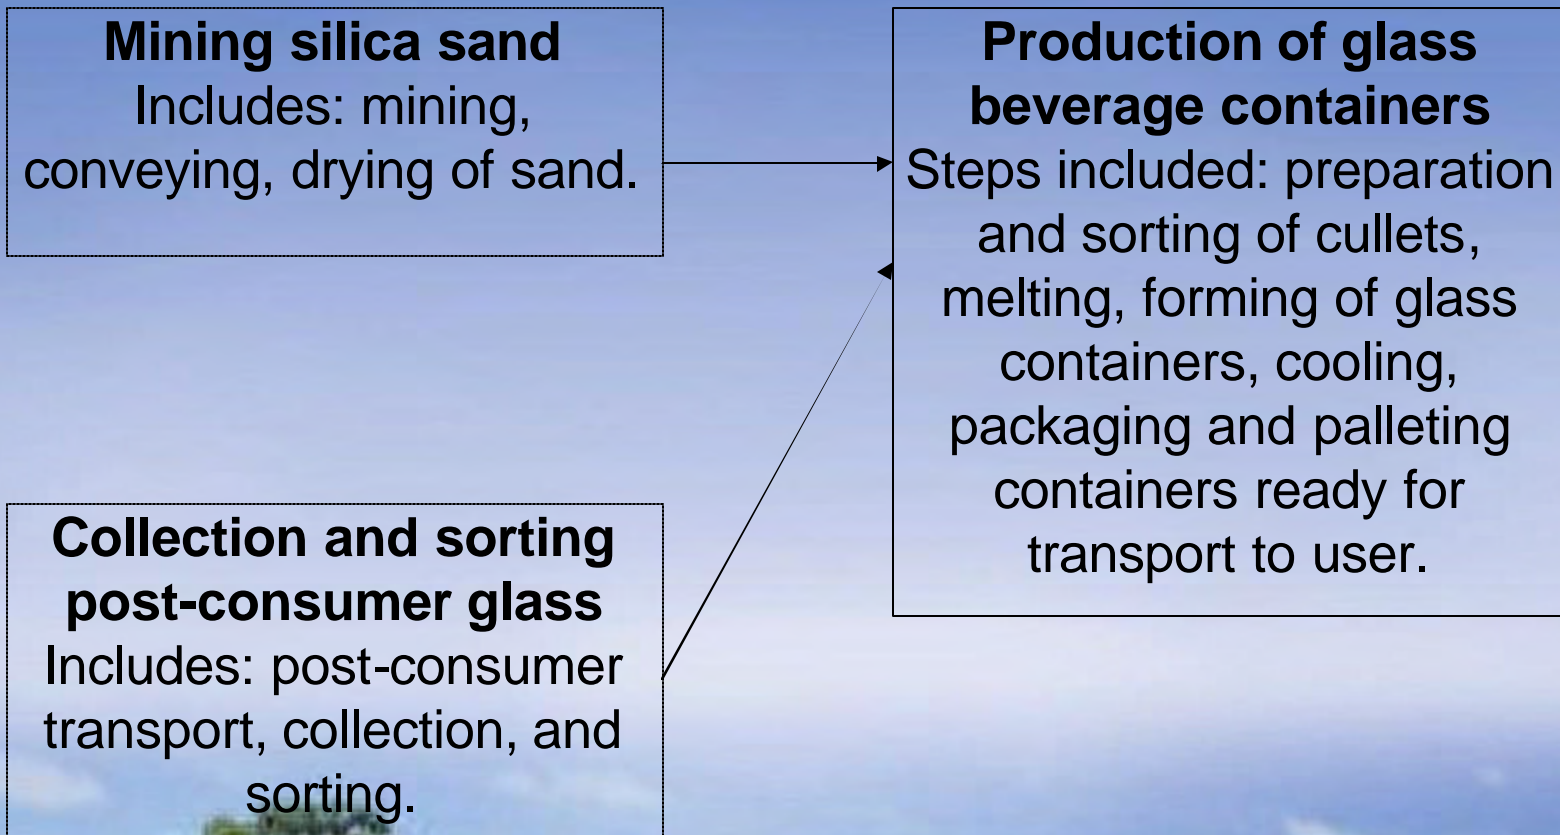 Mining silica sand
Includes: mining,
conveying, drying of sand.
Collection and sorting
post-consumer glass
Includes: post-consumer
transport, collection, and
sorting.
Production of glass
beverage containers
Steps included: preparation
and sorting of cullets,
melting, forming of glass
containers, cooling,
packaging and palleting
containers ready for
transport to user.